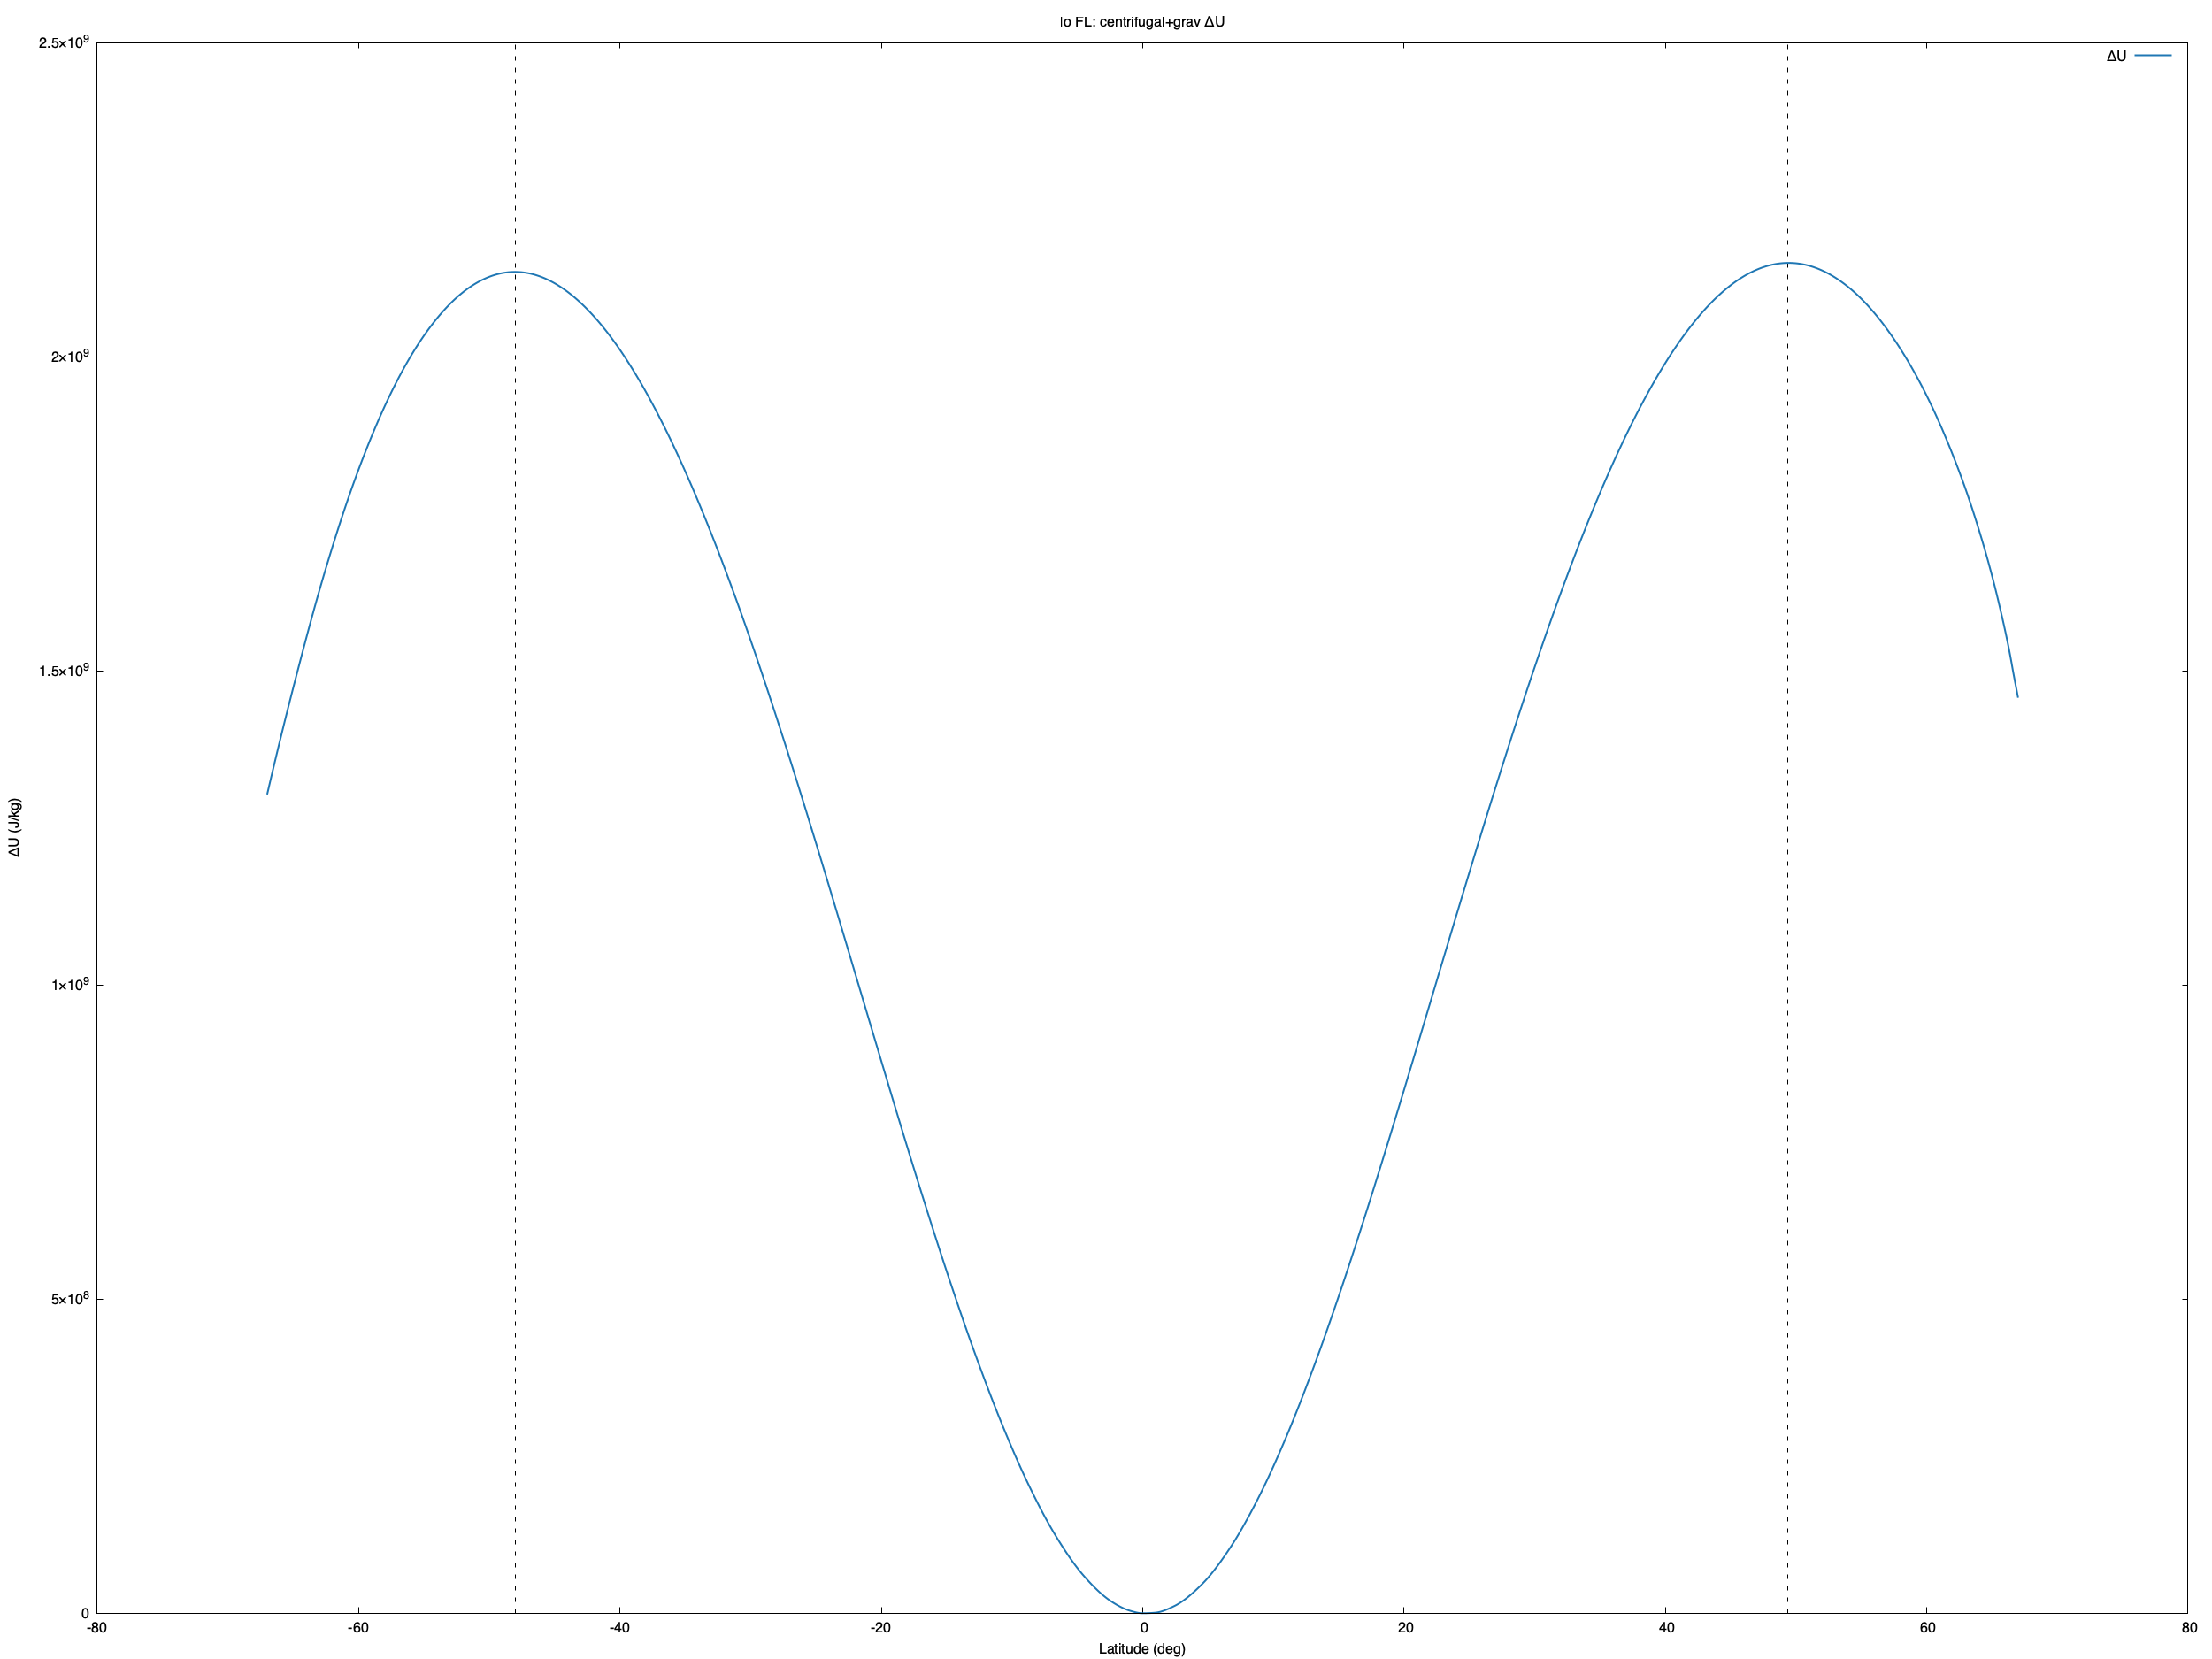 Io FL: centrifugal+grav ΔU
2.5×10⁹
ΔU
2×10⁹
1.5×10⁹
ΔU (J/kg)
1×10⁹
5×10⁸
0
-80 -60 -40 -20 0 20 40 60 80
Latitude (deg)